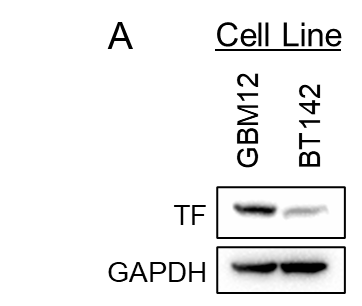 A
Cell Line
GBM12
BT142
TF
GAPDH